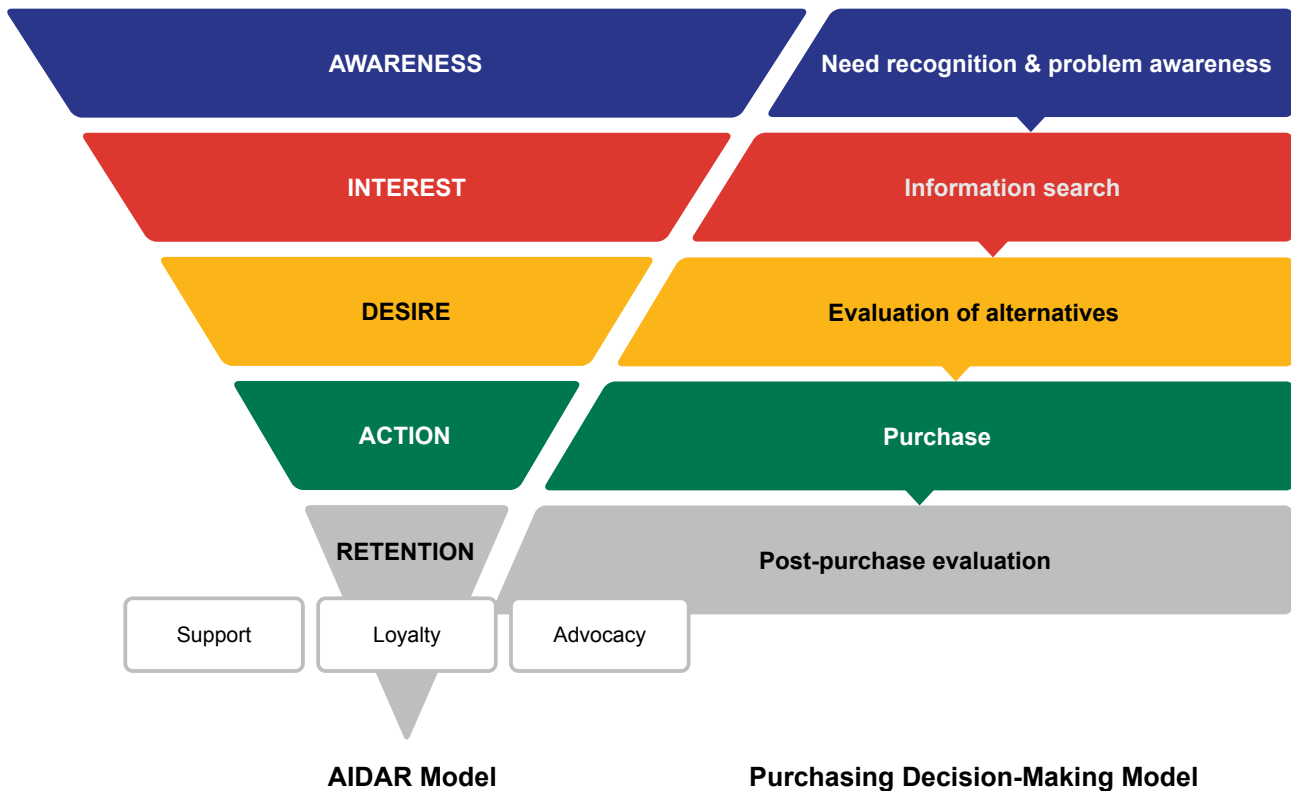 AWARENESS
Need recognition & problem awareness
INTEREST
Information search
DESIRE
Evaluation of alternatives
ACTION
Purchase
RETENTION
Post-purchase evaluation
Support
Loyalty
Advocacy
AIDAR Model
Purchasing Decision-Making Model